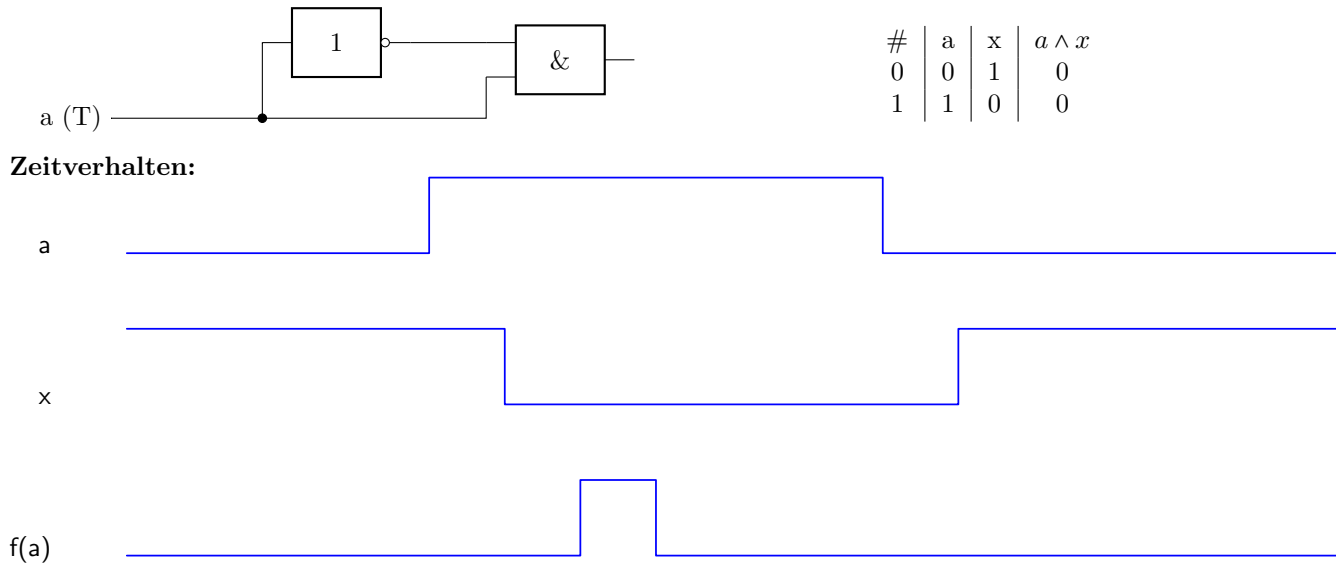 1
&
a (T)
# a x a ∧ x
0 0 1 0
1 1 0 0
Zeitverhalten:
a
x
f(a)